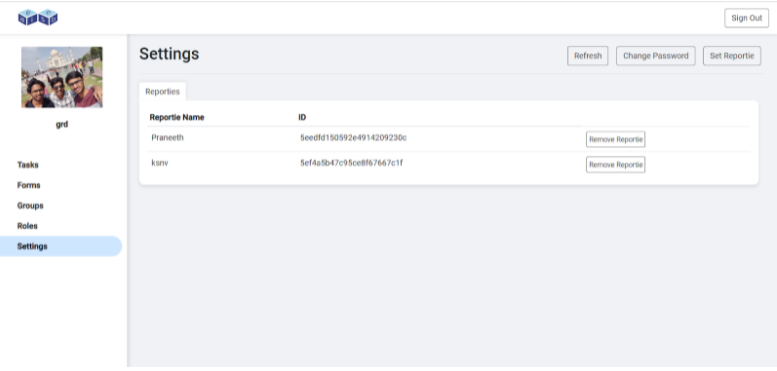 Sign Out
Settings
Refresh
Change Password
Set Reportie
grd
Reporties
Reportie Name ID
Praneeth 5eedfd150592e4914209230c Remove Reportie
ksnv 5ef4a5b47c95ce8f67667c1f Remove Reportie
Tasks
Forms
Groups
Roles
Settings